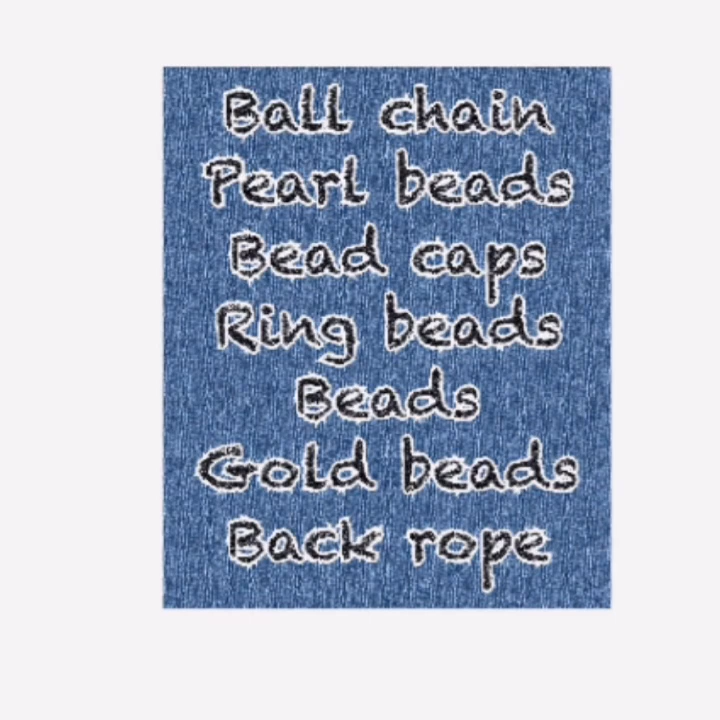 Ball chain
Pearl beads
Bead caps
Ring beads
Beads
Gold beads
Back rope